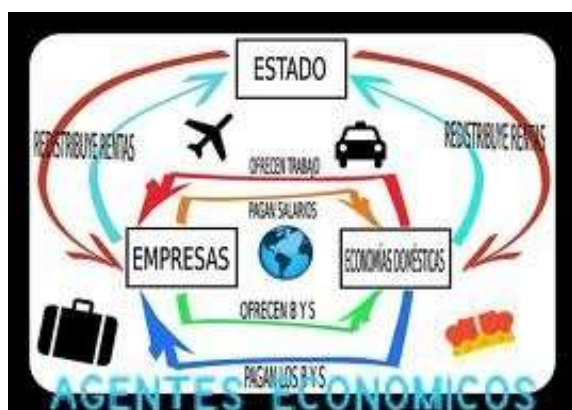 ESTADO
REDISTRIBUYE RENTAS
REDISTRIBUYE RENTAS
OFRECEN TRABAJO
PAGAN SALARIOS
EMPRESAS
ECONOMÍAS DOMÉSTICAS
OFRECEN B Y S
PAGAN LOS B Y S
AGENTES ECONOMICOS